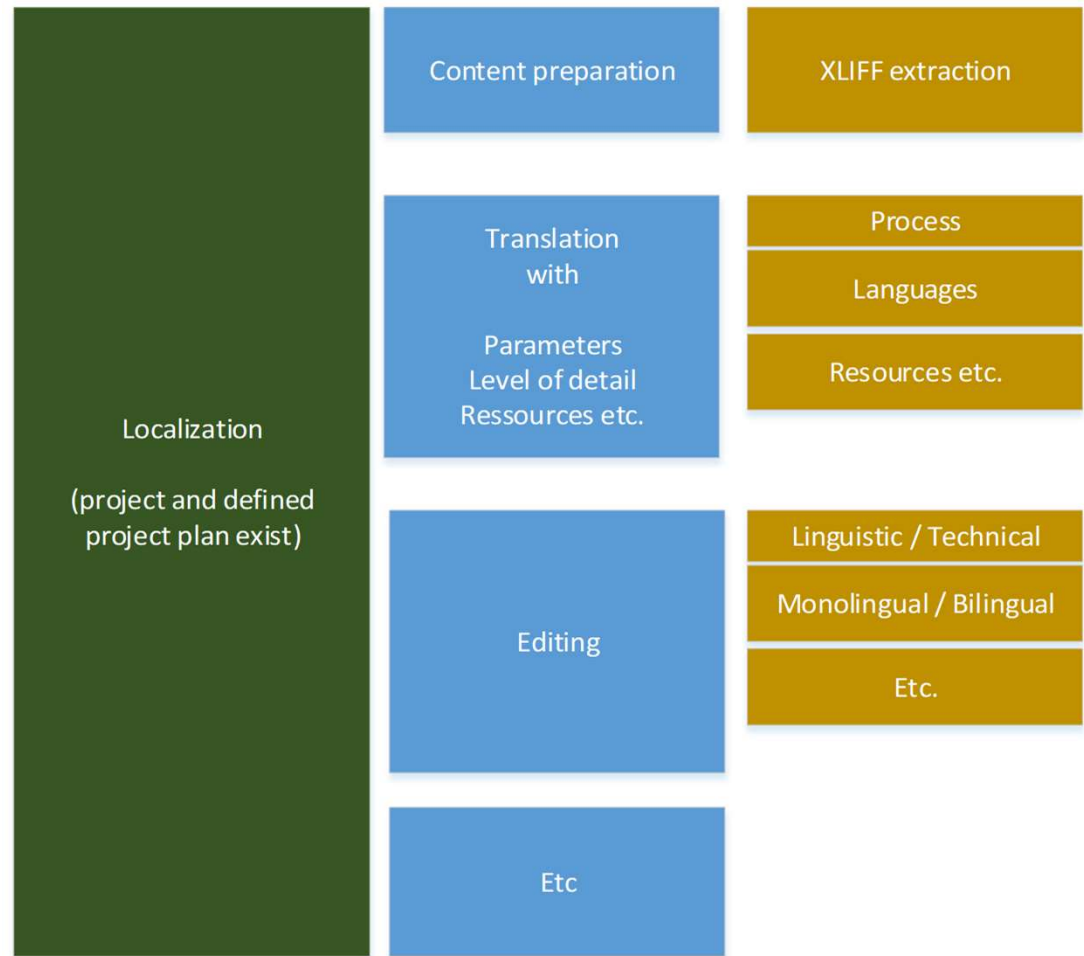 Localization
(project and defined
project plan exist)
Content preparation
XLIFF extraction
Translation
with
Parameters
Level of detail
Ressources etc.
Process
Languages
Resources etc.
Editing
Linguistic / Technical
Monolingual / Bilingual
Etc.
Etc